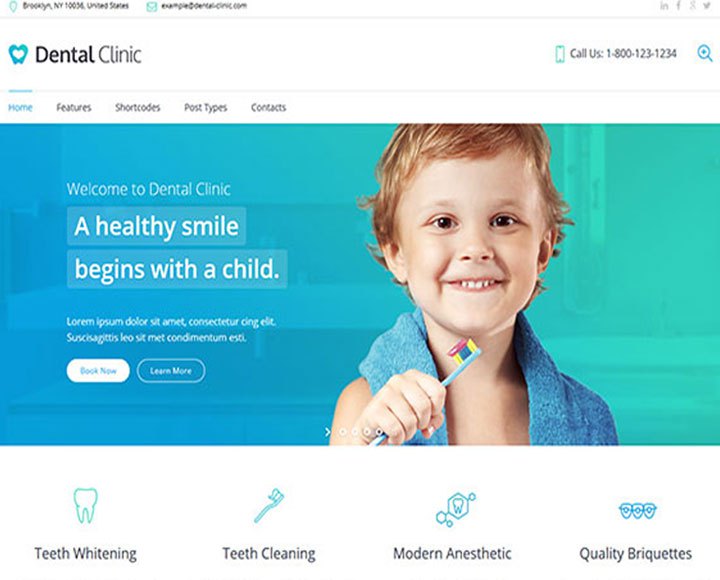 Brooklyn, NY 10036, United States example@dental-clinic.com
Dental Clinic
Call Us: 1-800-123-1234
Home Features Shortcodes Post Types Contacts
Welcome to Dental Clinic
A healthy smile
begins with a child.
Lorem ipsum dolor sit amet, consectetur cing elit.
Suscisagittis leo sit met condimentum esti.
Book Now Learn More
Teeth Whitening Teeth Cleaning Modern Anesthetic Quality Briquettes